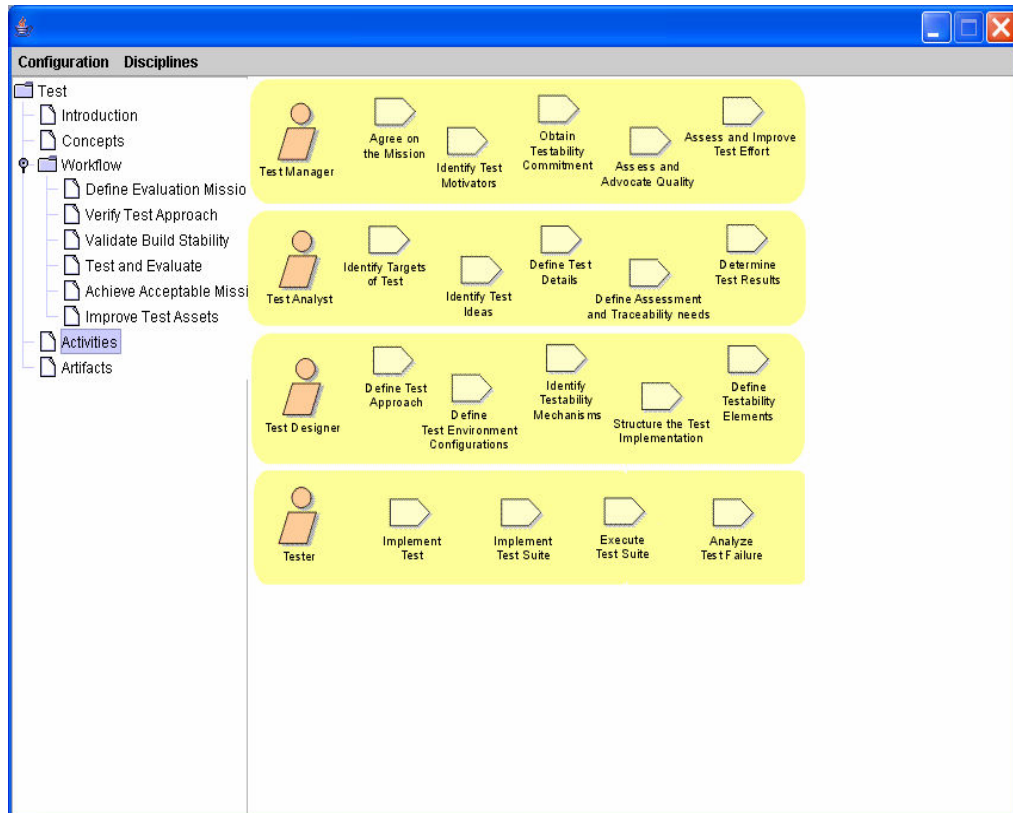 Configuration Disciplines
Test
Introduction
Concepts
Workflow
Define Evaluation Missio
Verify Test Approach
Validate Build Stability
Test and Evaluate
Achieve Acceptable Missi
Improve Test Assets
Activities
Artifacts
Test Manager
Agree on
the Mission
Identify Test
Motivators
Obtain
Testability
Commitment
Assess and
Advocate Quality
Assess and Improve
Test Effort
Test Analyst
Identify Targets
of Test
Identify Test
Ideas
Define Test
Details
Define Assessment
and Traceability needs
Determine
Test Results
Test Designer
Define Test
Approach
Define
Test Environment
Configurations
Identify
Testability
Mechanisms
Structure the Test
Implementation
Define
Testability
Elements
Tester
Implement
Test
Implement
Test Suite
Execute
Test Suite
Analyze
Test Failure